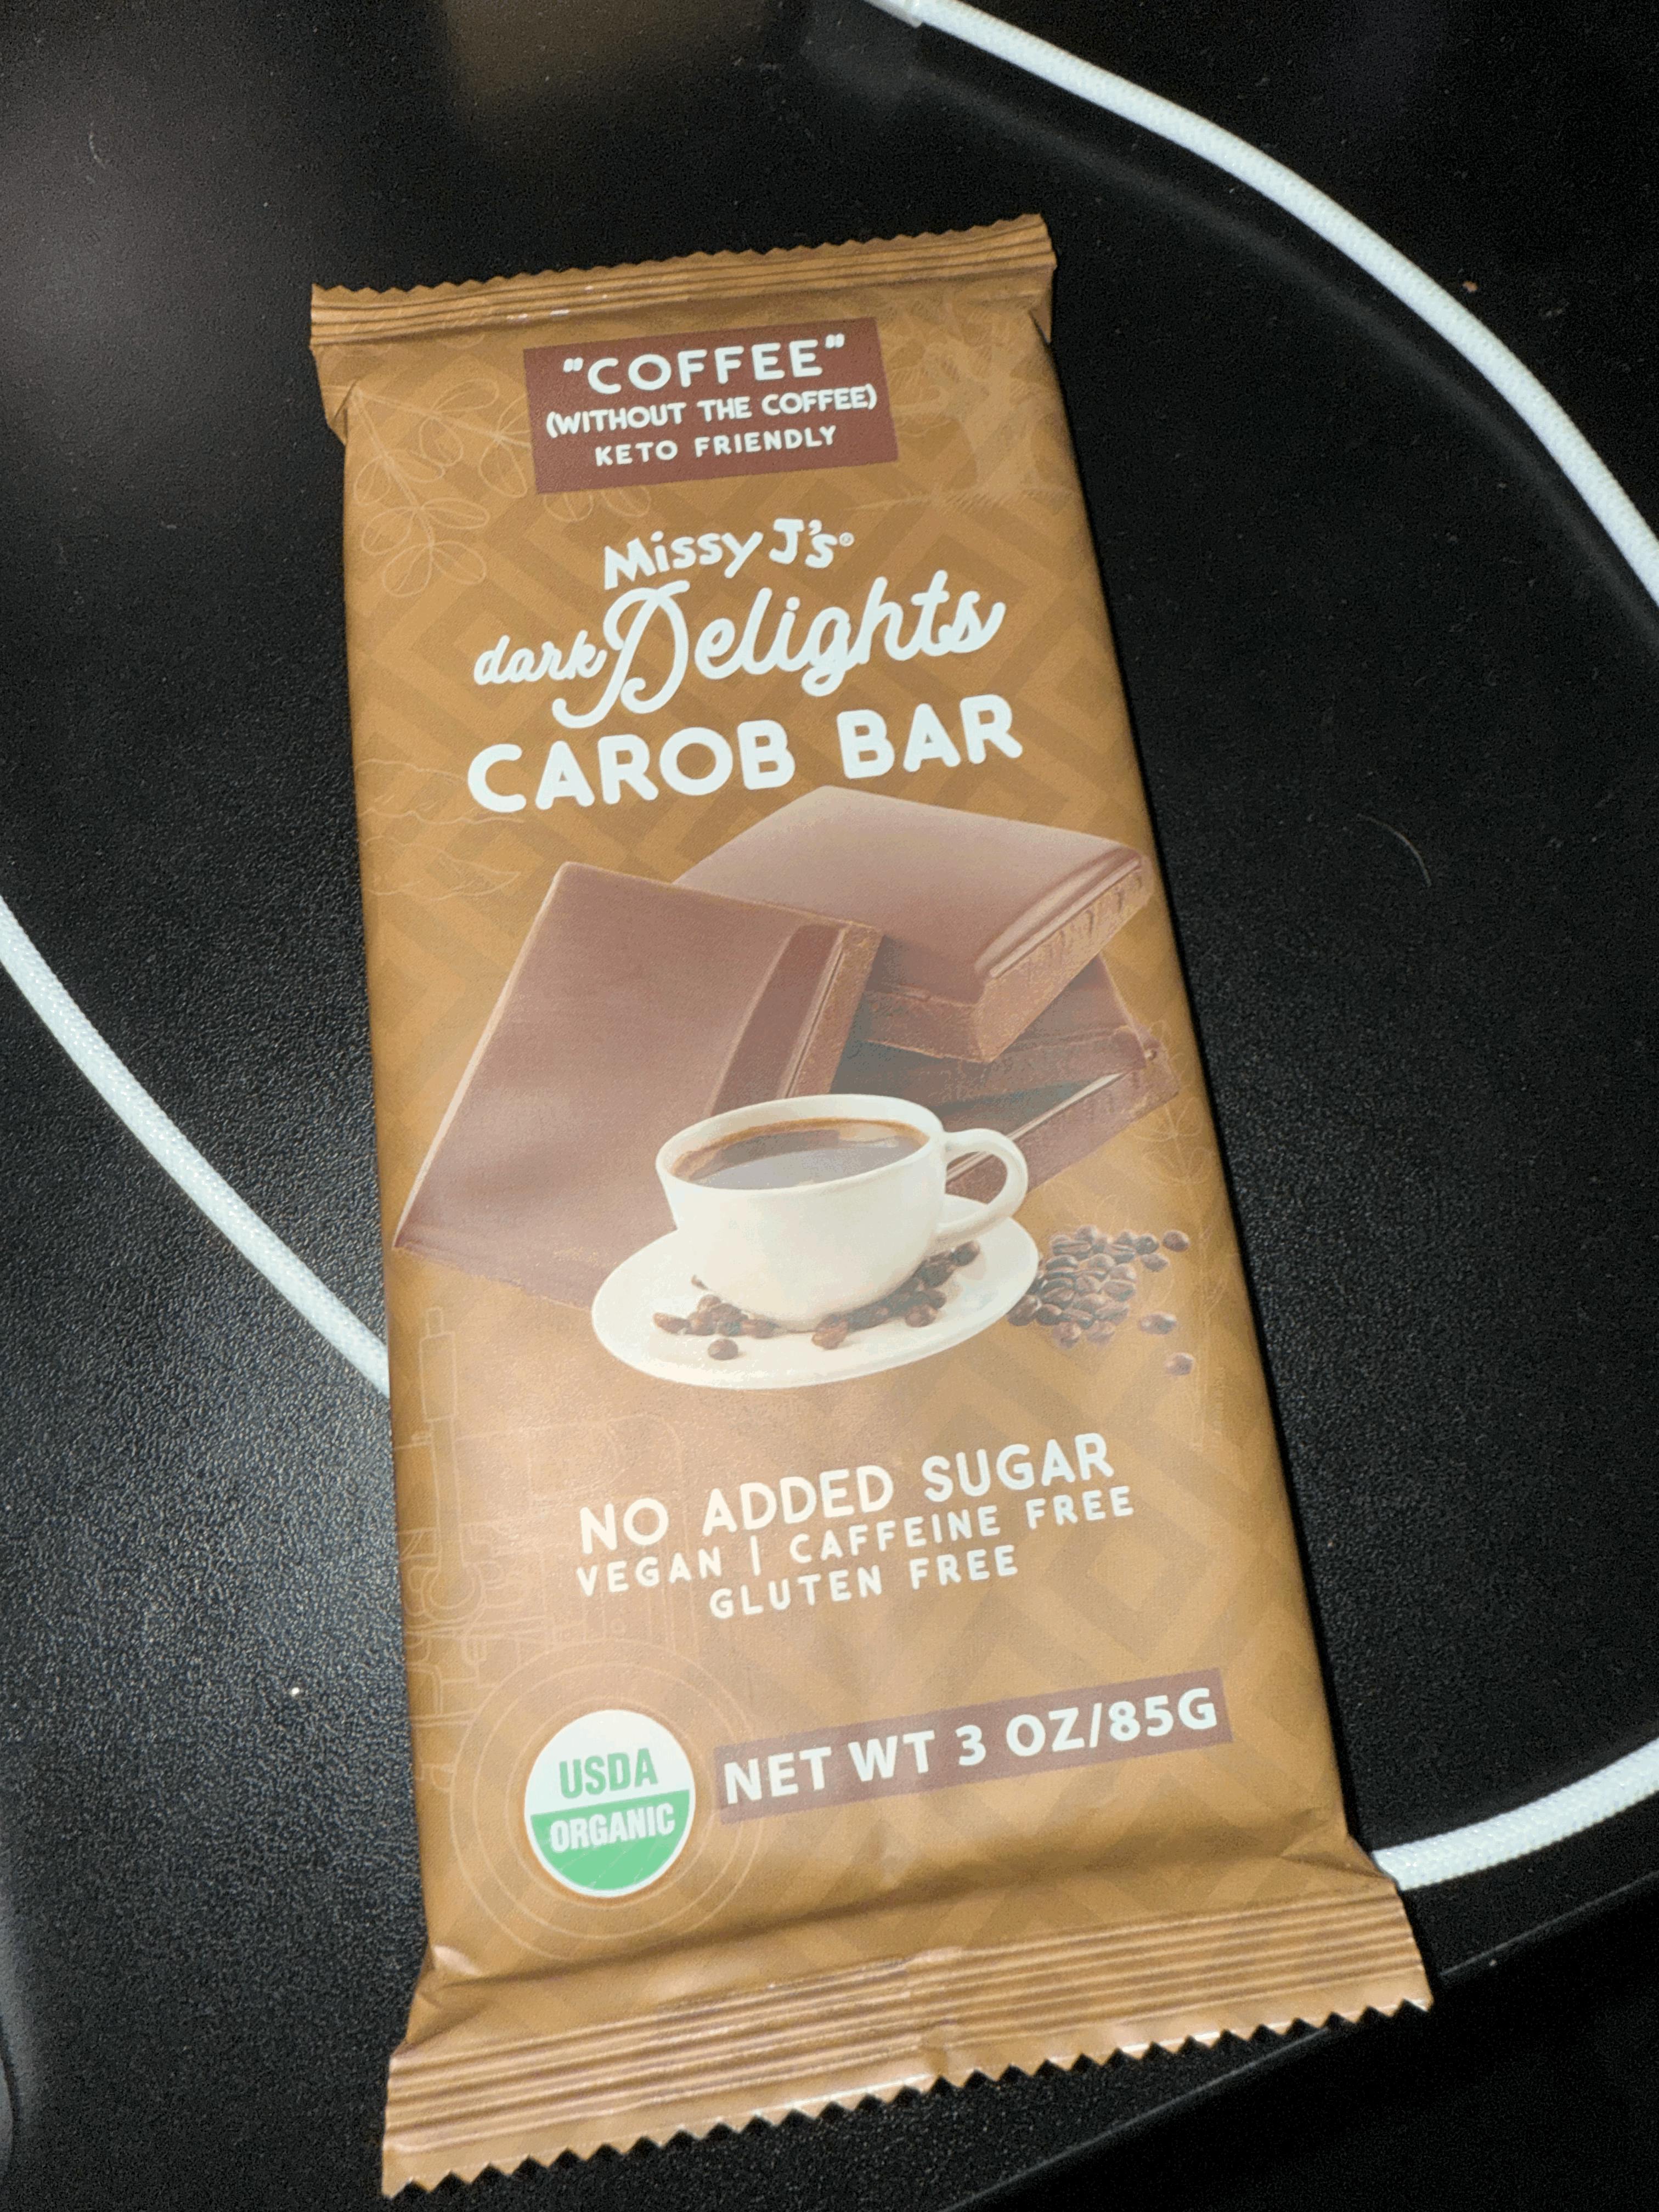 "COFFEE"
(WITHOUT THE COFFEE)
KETO FRIENDLY
Missy J's®
dark Delights
CAROB BAR
NO ADDED SUGAR
VEGAN | CAFFEINE FREE
GLUTEN FREE
USDA
ORGANIC
NET WT 3 OZ/85G